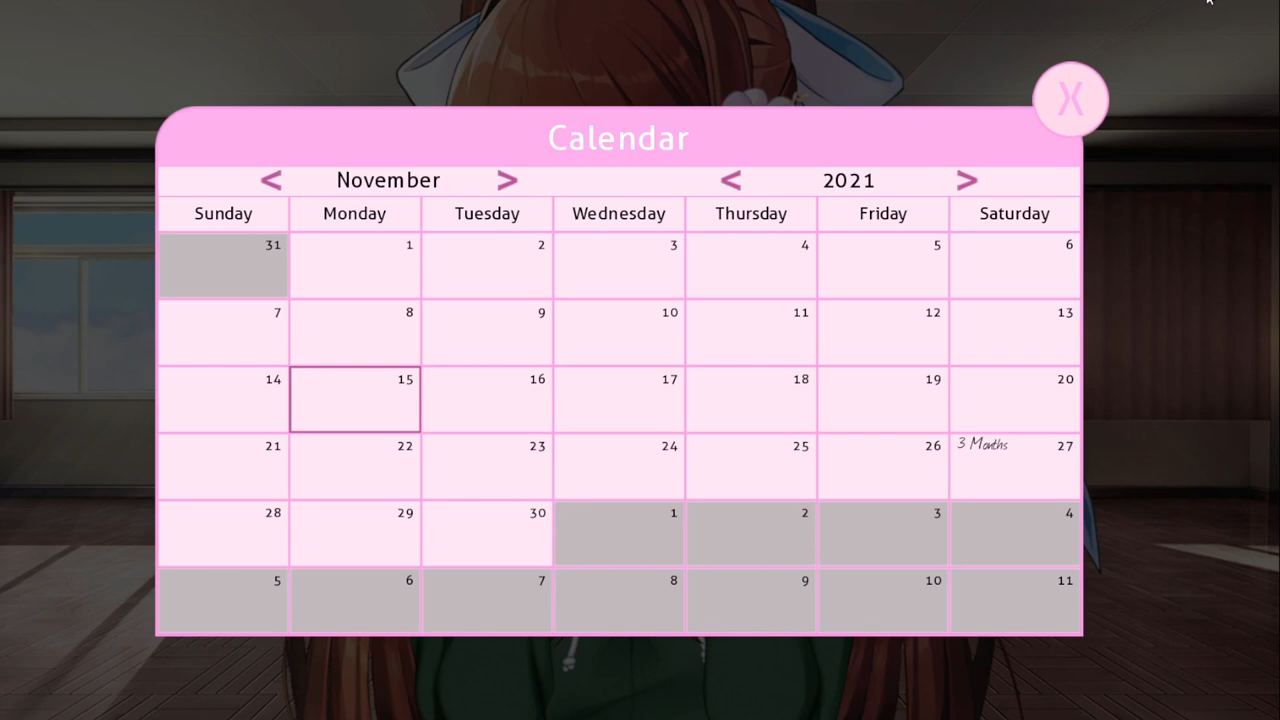 X
Calendar
< November > < 2021 >
Sunday Monday Tuesday Wednesday Thursday Friday Saturday
31 1 2 3 4 5 6
7 8 9 10 11 12 13
14 15 16 17 18 19 20
21 22 23 24 25 26 3 Months 27
28 29 30 1 2 3 4
5 6 7 8 9 10 11